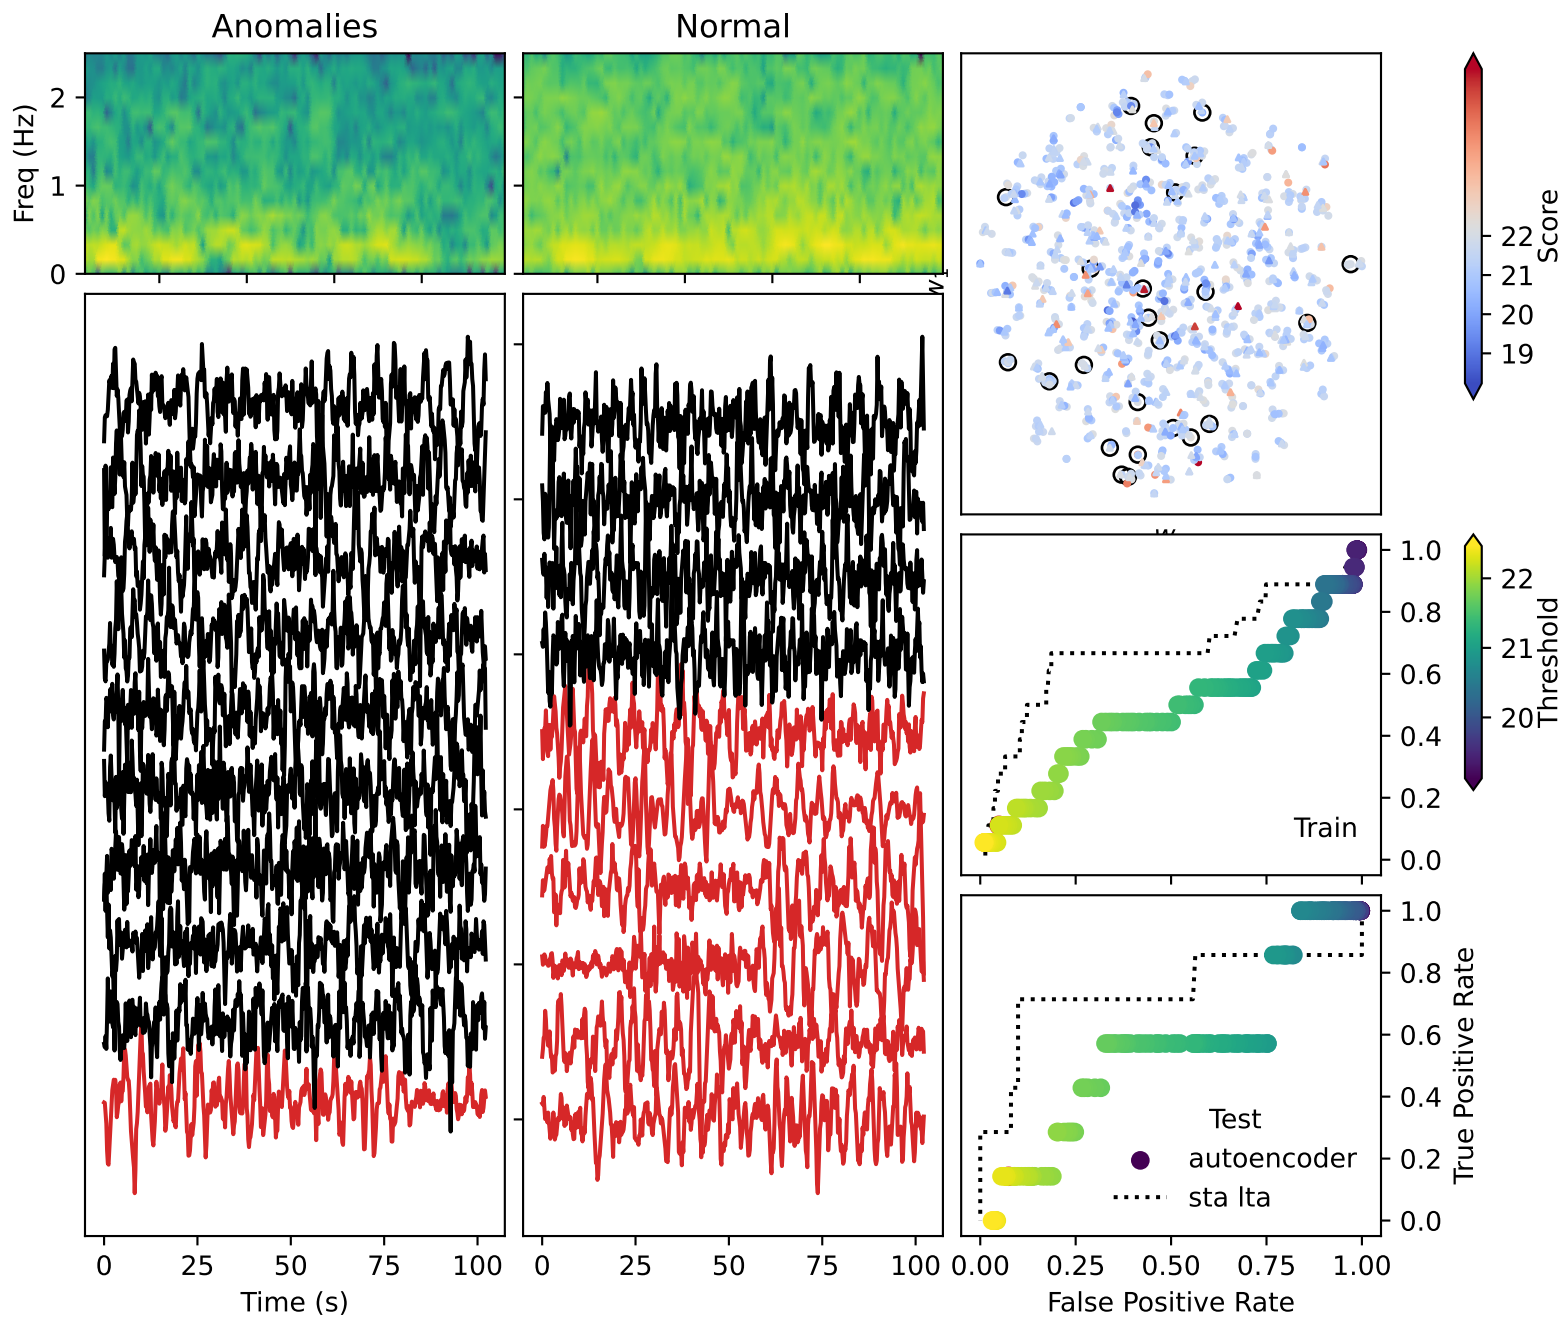 Anomalies
Normal
Freq (Hz)
2
1
0
Score
22
21
20
19
Threshold
22
21
20
1.0
0.8
0.6
0.4
0.2
0.0
Train
True Positive Rate
1.0
0.8
0.6
0.4
0.2
0.0
Test
autoencoder
sta lta
0 25 50 75 100
Time (s)
0 25 50 75 100
0.00 0.25 0.50 0.75 1.00
False Positive Rate